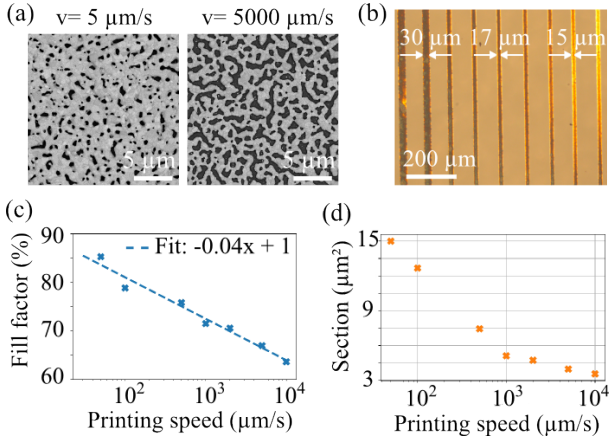 (a) v= 5 µm/s v= 5000 µm/s
5 µm 5 µm
(b)
30 µm 17 µm 15 µm
200 µm
(c)
90
80
70
60
Fill factor (%)
Fit: -0.04x + 1
10² 10³ 10⁴
Printing speed (µm/s)
(d)
15
9
3
Section (µm²)
10² 10³ 10⁴
Printing speed (µm/s)